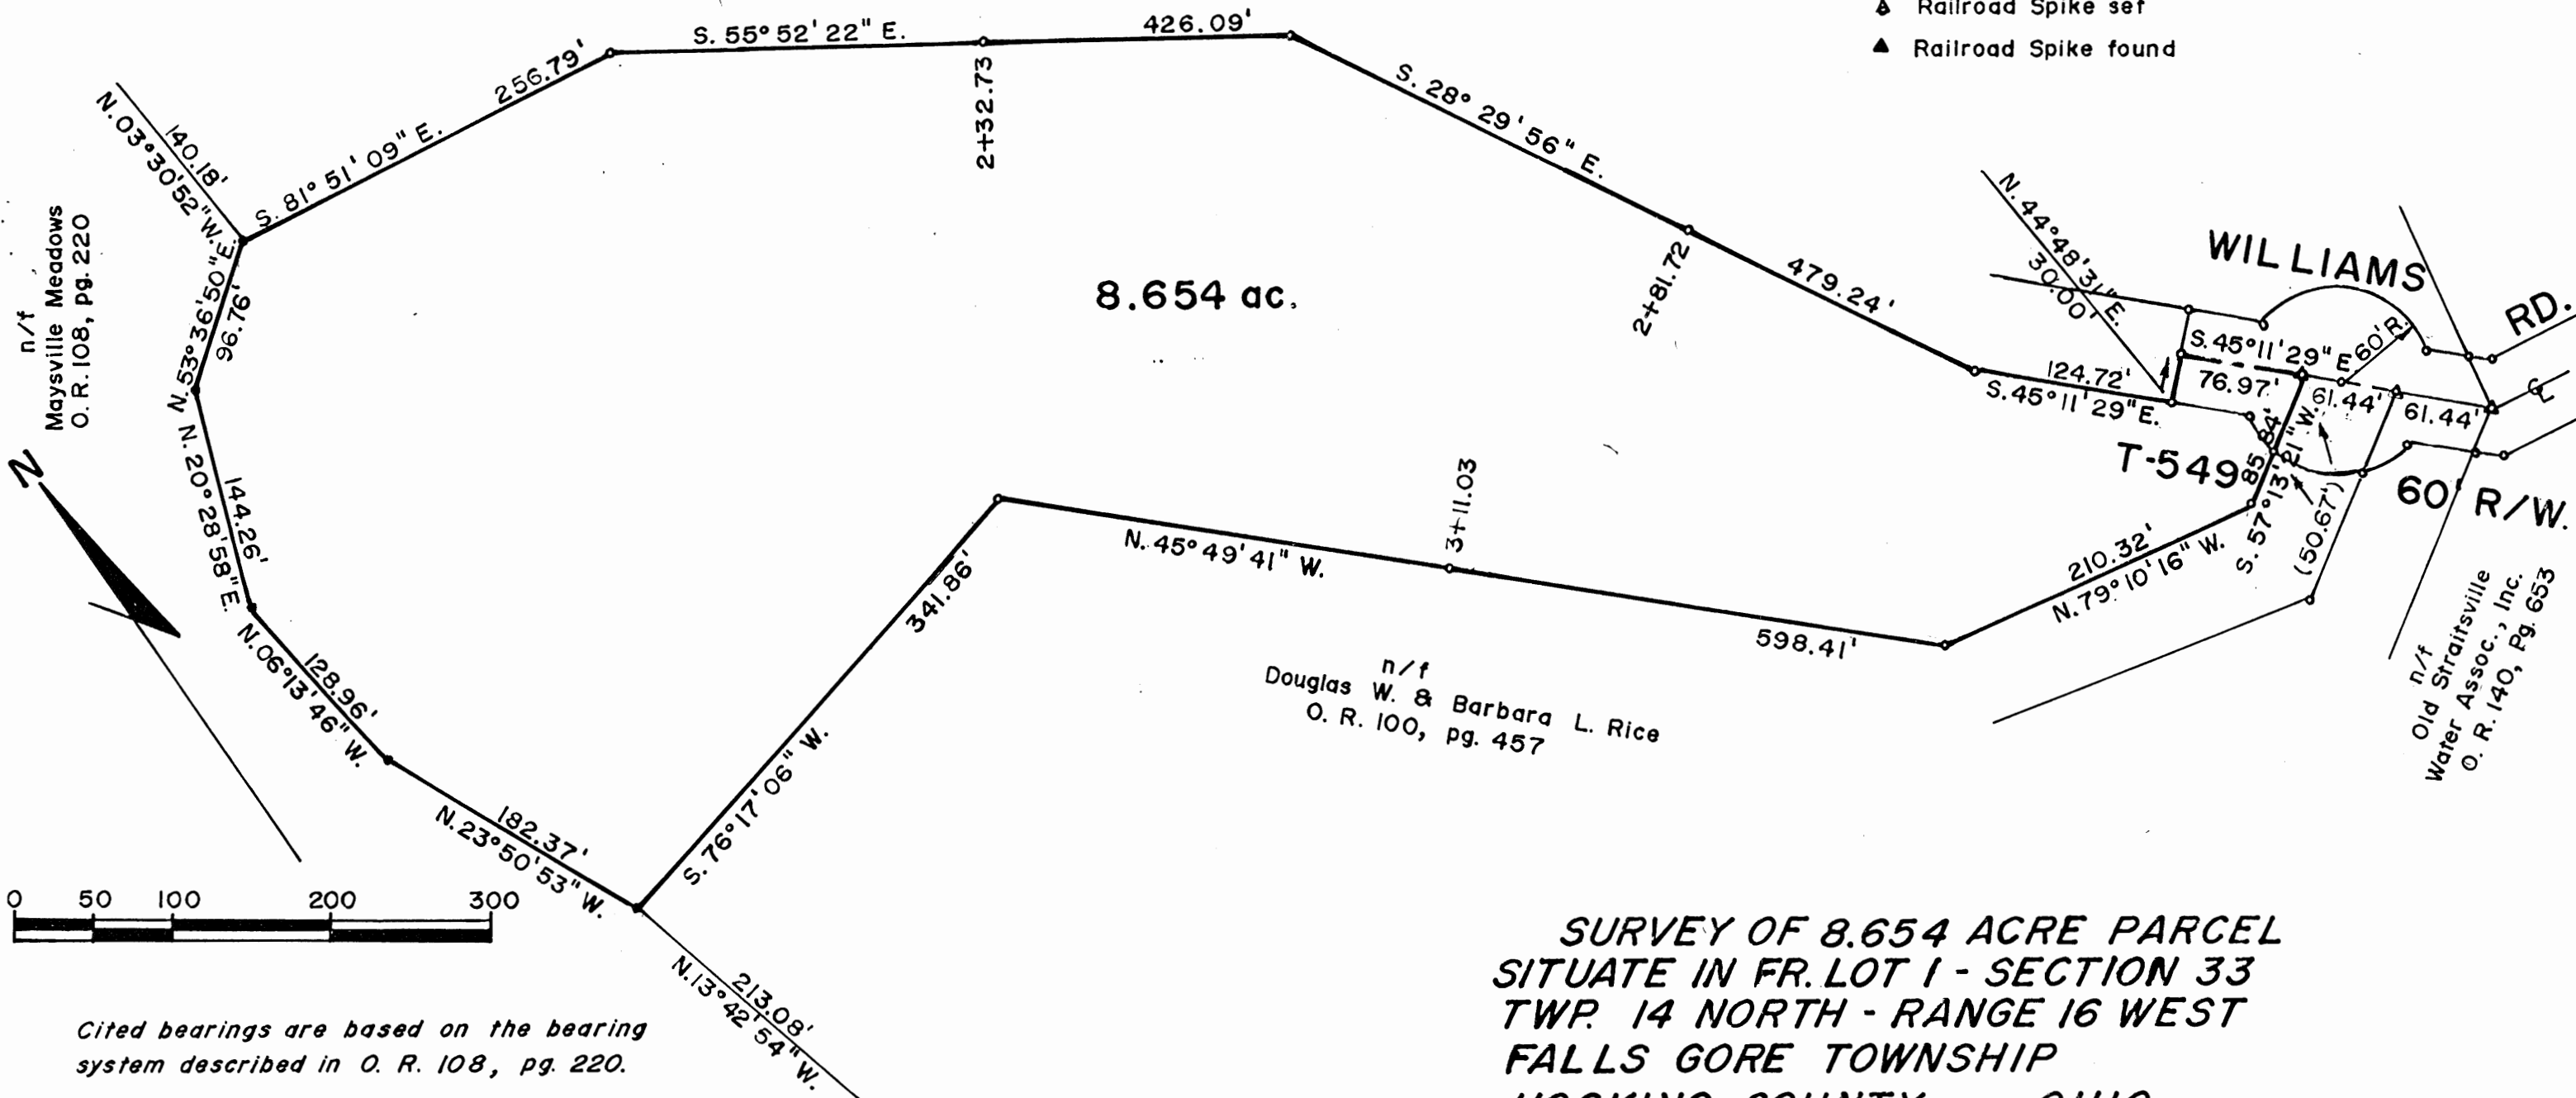 Railroad Spike set
Railroad Spike found
S. 55° 52' 22" E.
426.09'
256.79'
S. 81° 51' 09" E.
2+32.73
S. 28° 29' 56" E.
140.18'
N. 03° 30' 52" W.
n/f
Maysville Meadows
O. R. 108, pg. 220
N. 53° 36' 50" E.
96.76'
8.654 ac.
2+81.72
479.24'
N. 44° 48' 31" E.
30.00'
WILLIAMS
RD.
S. 45° 11' 29" E.
60' R.
76.97'
124.72'
S. 45° 11' 29" E.
61.44'
61.44'
T-549
85.84'
S. 57° 13' 21" W.
(50.67')
60' R/W.
N
N. 20° 28' 58" E.
144.26'
3+11.03
N. 45° 49' 41" W.
598.41'
210.32'
N. 79° 10' 16" W.
341.86'
S. 76° 17' 06" W.
128.96'
N. 06° 13' 46" W.
n/f
Douglas W. & Barbara L. Rice
O. R. 100, pg. 457
n/f
Old Straitsville
Water Assoc., Inc.
O. R. 140, Pg. 653
182.37'
N. 23° 50' 53" W.
0 50 100 200 300
213.08'
N. 13° 42' 54" W.
Cited bearings are based on the bearing
system described in O. R. 108, pg. 220.
SURVEY OF 8.654 ACRE PARCEL
SITUATE IN FR. LOT 1 - SECTION 33
TWP. 14 NORTH - RANGE 16 WEST
FALLS GORE TOWNSHIP
HOCKING COUNTY OHIO